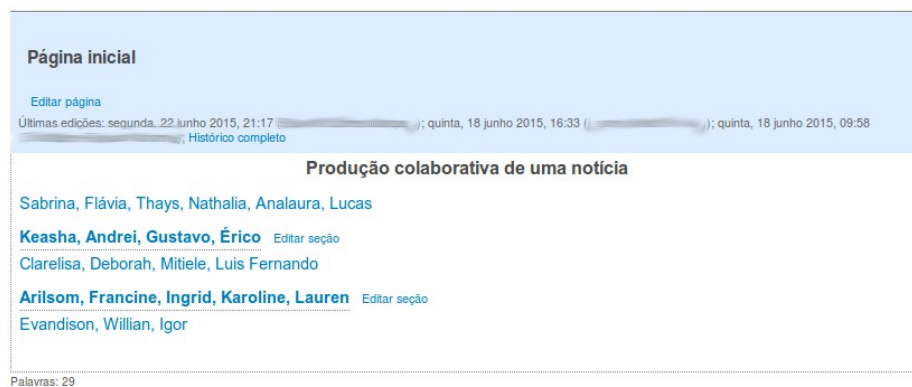 Página inicial
Editar página
Últimas edições: segunda, 22 junho 2015, 21:17 ( ); quinta, 18 junho 2015, 16:33 ( ); quinta, 18 junho 2015, 09:58
; Histórico completo
Produção colaborativa de uma notícia
Sabrina, Flávia, Thays, Nathalia, Analaura, Lucas
Keasha, Andrei, Gustavo, Érico Editar seção
Clarelisa, Deborah, Mitiele, Luis Fernando
Arilsom, Francine, Ingrid, Karoline, Lauren Editar seção
Evandison, Willian, Igor
Palavras: 29